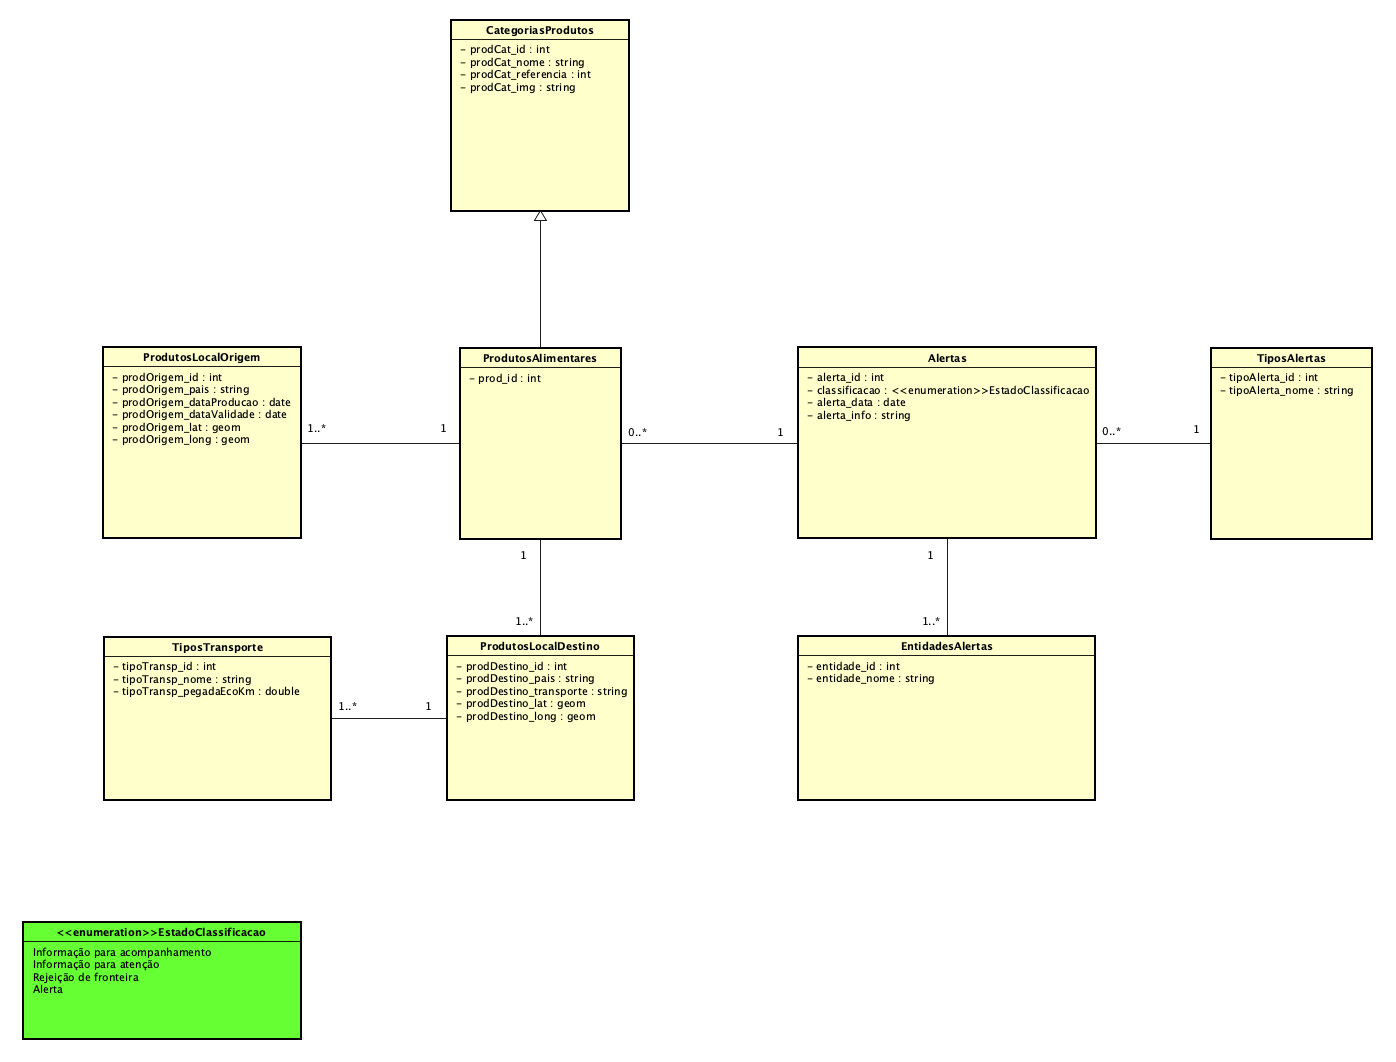 CategoriasProdutos
- prodCat_id : int
- prodCat_nome : string
- prodCat_referencia : int
- prodCat_img : string
ProdutosLocalOrigem
- prodOrigem_id : int
- prodOrigem_pais : string
- prodOrigem_dataProducao : date
- prodOrigem_dataValidade : date
- prodOrigem_lat : geom
- prodOrigem_long : geom
1..*
1
ProdutosAlimentares
- prod_id : int
0..*
1
Alertas
- alerta_id : int
- classificacao : <<enumeration>>EstadoClassificacao
- alerta_data : date
- alerta_info : string
0..*
1
TiposAlertas
- tipoAlerta_id : int
- tipoAlerta_nome : string
1
1..*
1
1..*
TiposTransporte
- tipoTransp_id : int
- tipoTransp_nome : string
- tipoTransp_pegadaEcoKm : double
1..*
1
ProdutosLocalDestino
- prodDestino_id : int
- prodDestino_pais : string
- prodDestino_transporte : string
- prodDestino_lat : geom
- prodDestino_long : geom
EntidadesAlertas
- entidade_id : int
- entidade_nome : string
<<enumeration>>EstadoClassificacao
Informação para acompanhamento
Informação para atenção
Rejeição de fronteira
Alerta